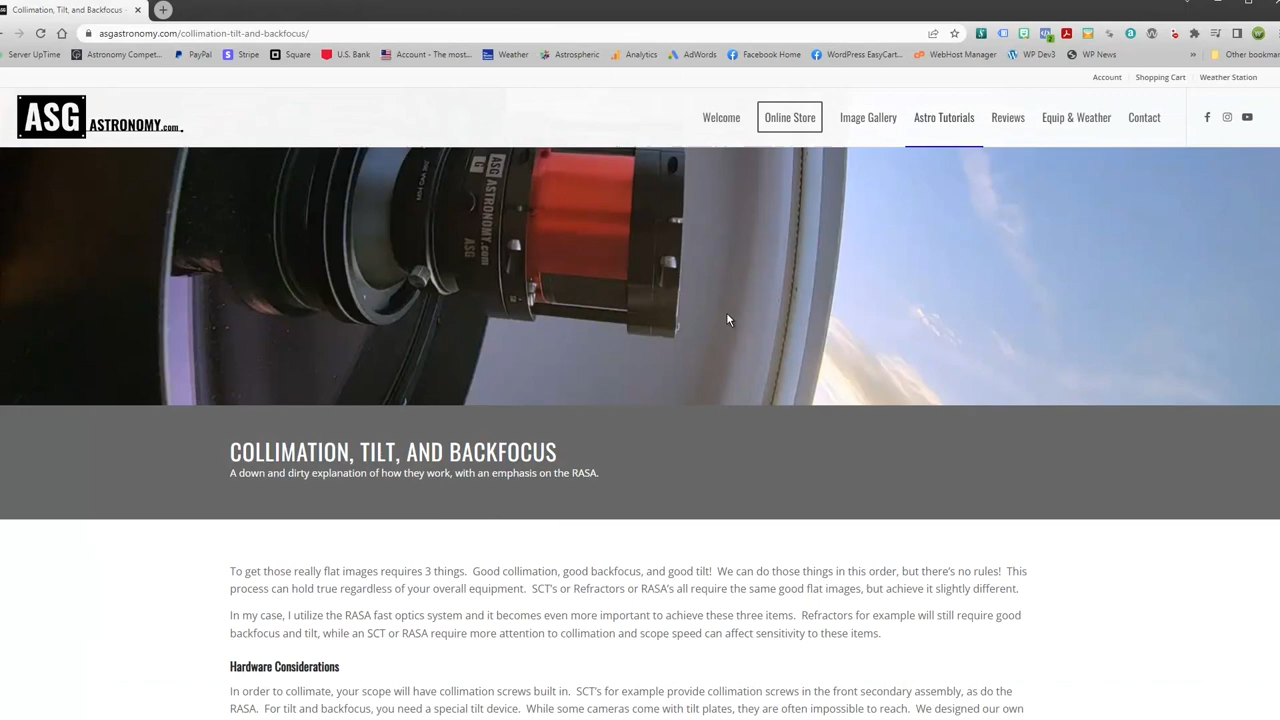 Collimation, Tilt, and Backfocus -
asgastronomy.com/collimation-tilt-and-backfocus/
Server UpTime Astronomy Compet... PayPal Stripe Square U.S. Bank Account - The most... Weather Astrospheric Analytics AdWords Facebook Home WordPress EasyCart... WebHost Manager WP Dev3 WP News » Other bookmar
Account Shopping Cart Weather Station
ASG ASTRONOMY.com
Welcome Online Store Image Gallery Astro Tutorials Reviews Equip & Weather Contact
ASG ASTRONOMY.com
ASG
COLLIMATION, TILT, AND BACKFOCUS
A down and dirty explanation of how they work, with an emphasis on the RASA.
To get those really flat images requires 3 things. Good collimation, good backfocus, and good tilt! We can do those things in this order, but there's no rules! This
process can hold true regardless of your overall equipment. SCT's or Refractors or RASA's all require the same good flat images, but achieve it slightly different.
In my case, I utilize the RASA fast optics system and it becomes even more important to achieve these three items. Refractors for example will still require good
backfocus and tilt, while an SCT or RASA require more attention to collimation and scope speed can affect sensitivity to these items.
Hardware Considerations
In order to collimate, your scope will have collimation screws built in. SCT's for example provide collimation screws in the front secondary assembly, as do the
RASA. For tilt and backfocus, you need a special tilt device. While some cameras come with tilt plates, they are often impossible to reach. We designed our own